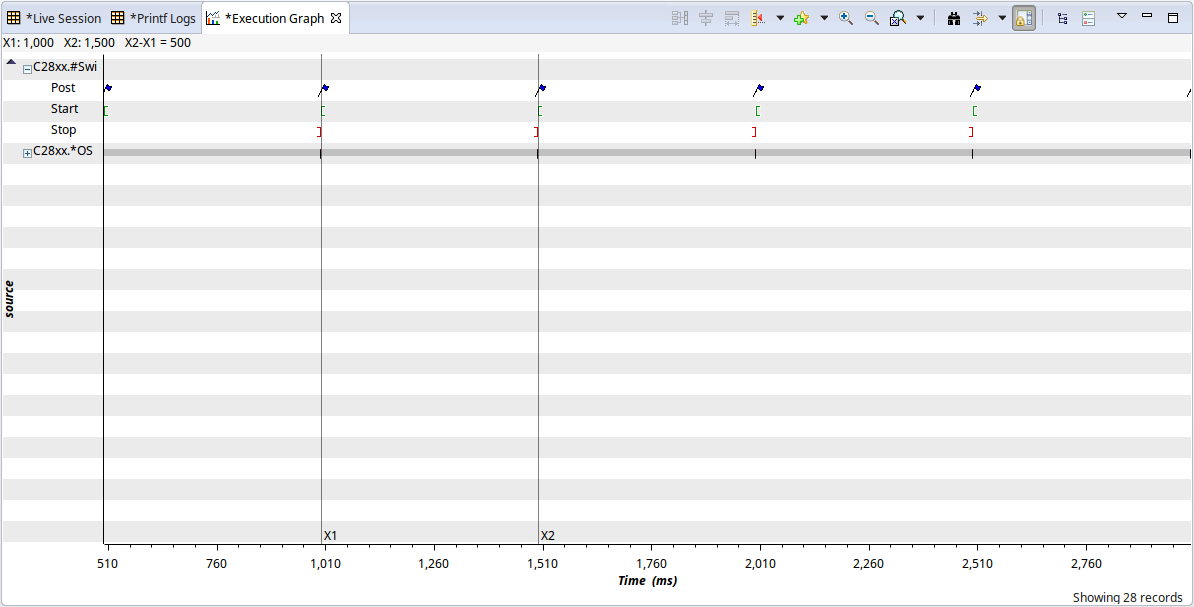 *Live Session *Printf Logs *Execution Graph
X1: 1,000 X2: 1,500 X2-X1 = 500
C28xx.#Swi
Post
Start
Stop
C28xx.*OS
source
X1 X2
510 760 1,010 1,260 1,510 1,760 2,010 2,260 2,510 2,760
Time (ms)
Showing 28 records